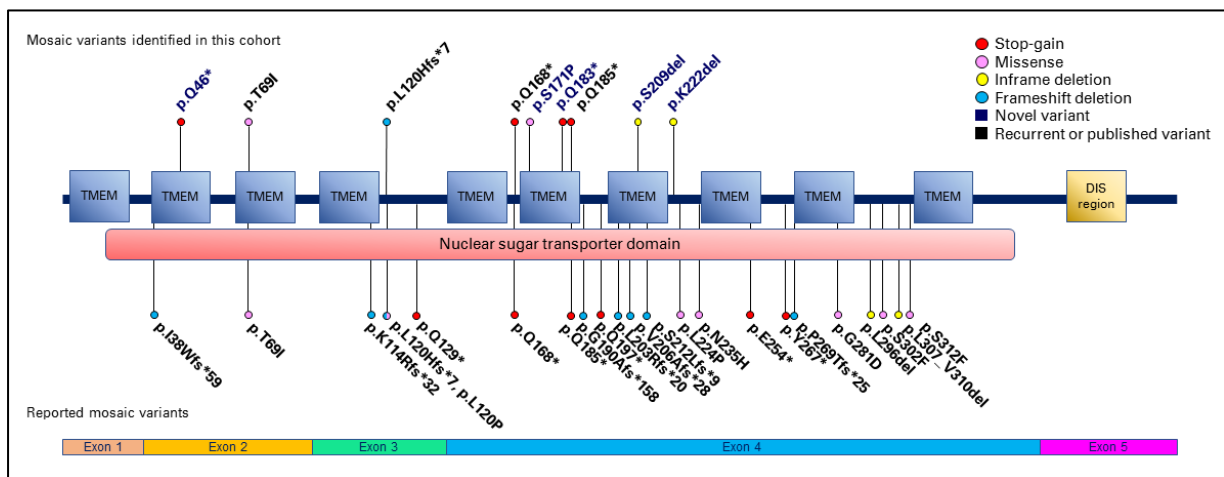 Mosaic variants identified in this cohort
p.Q46*
p.T69I
p.L120Hfs*7
p.Q168*
p.S171P
p.Q183*
p.Q185*
p.S209del
p.K222del
Stop-gain
Missense
Inframe deletion
Frameshift deletion
Novel variant
Recurrent or published variant
TMEM
TMEM
TMEM
TMEM
TMEM
TMEM
TMEM
TMEM
TMEM
TMEM
DIS
region
Nuclear sugar transporter domain
p.I38Wfs*59
p.T69I
p.K114Rfs*32
p.L120Hfs*7, p.L120P
p.Q129*
p.Q168*
p.Q185*
p.G190Afs*158
p.Q197*
p.L203Rfs*20
p.V206Afs*28
p.S212Lfs*9
p.L224P
p.N235H
p.E254*
p.Y267*
p.P269Tfs*25
p.G281D
p.L296del
p.S302F
p.L307_V310del
p.S312F
Reported mosaic variants
Exon 1
Exon 2
Exon 3
Exon 4
Exon 5